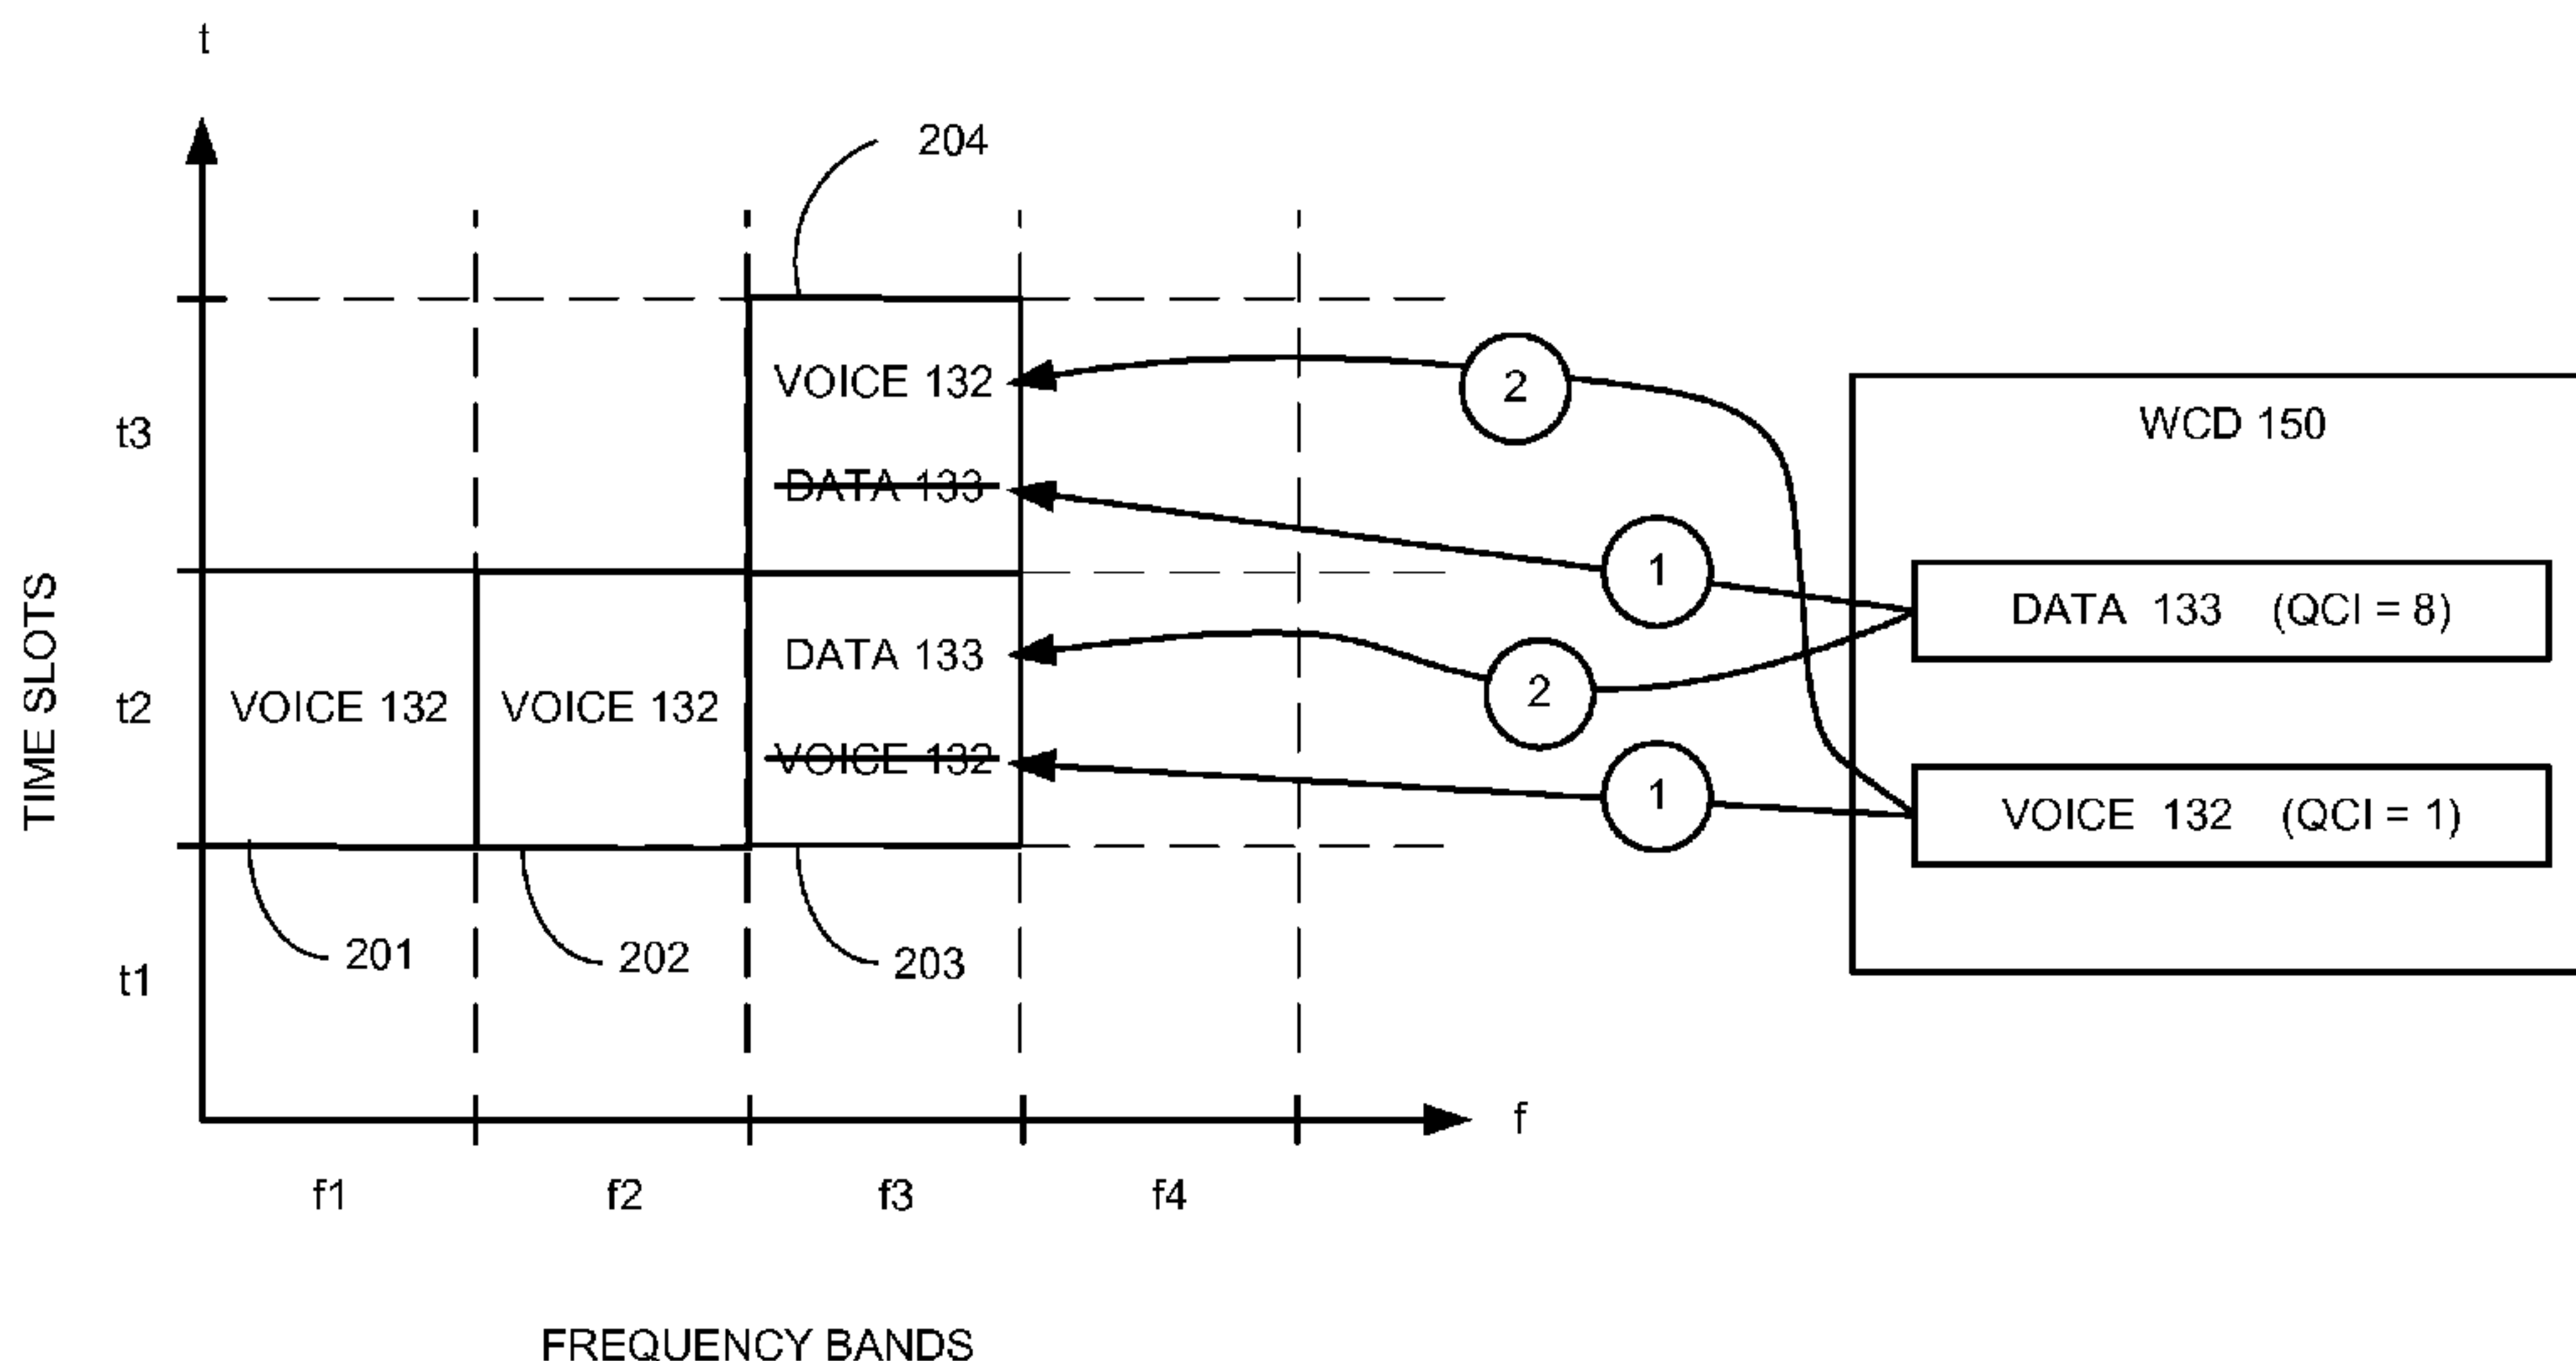 t
204
VOICE 132
2
WCD 150
t3
DATA 133
1
DATA 133 (QCI = 8)
DATA 133
2
TIME SLOTS
t2
VOICE 132
VOICE 132
VOICE 132
1
VOICE 132 (QCI = 1)
201
202
203
t1
f
f1
f2
f3
f4
FREQUENCY BANDS